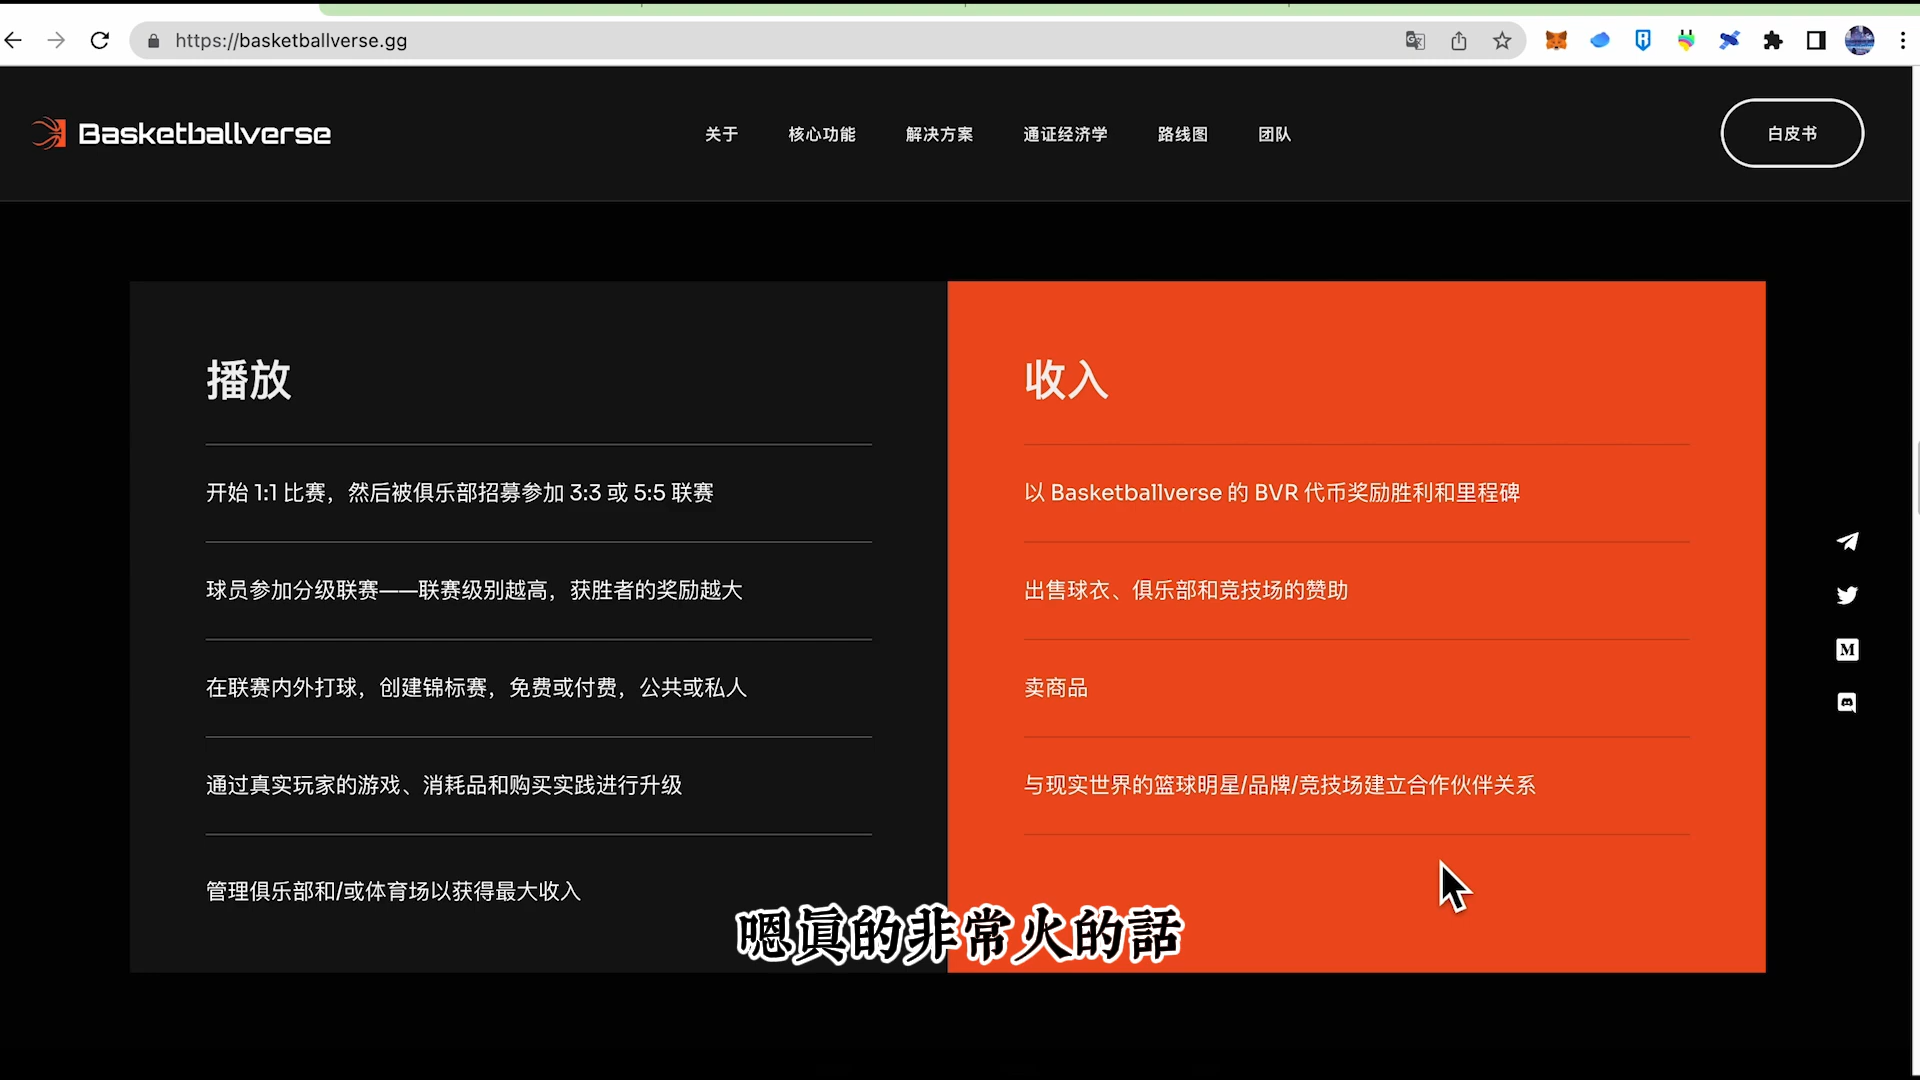 https://basketballverse.gg
Basketballverse
关于
核心功能
解决方案
通证经济学
路线图
团队
白皮书
播放
开始 1:1 比赛，然后被俱乐部招募参加 3:3 或 5:5 联赛
球员参加分级联赛——联赛级别越高，获胜者的奖励越大
在联赛内外打球，创建锦标赛，免费或付费，公共或私人
通过真实玩家的游戏、消耗品和购买实践进行升级
管理俱乐部和/或体育场以获得最大收入
收入
以 Basketballverse 的 BVR 代币奖励胜利和里程碑
出售球衣、俱乐部和竞技场的赞助
卖商品
与现实世界的篮球明星/品牌/竞技场建立合作伙伴关系
M
嗯眞的非常火的話